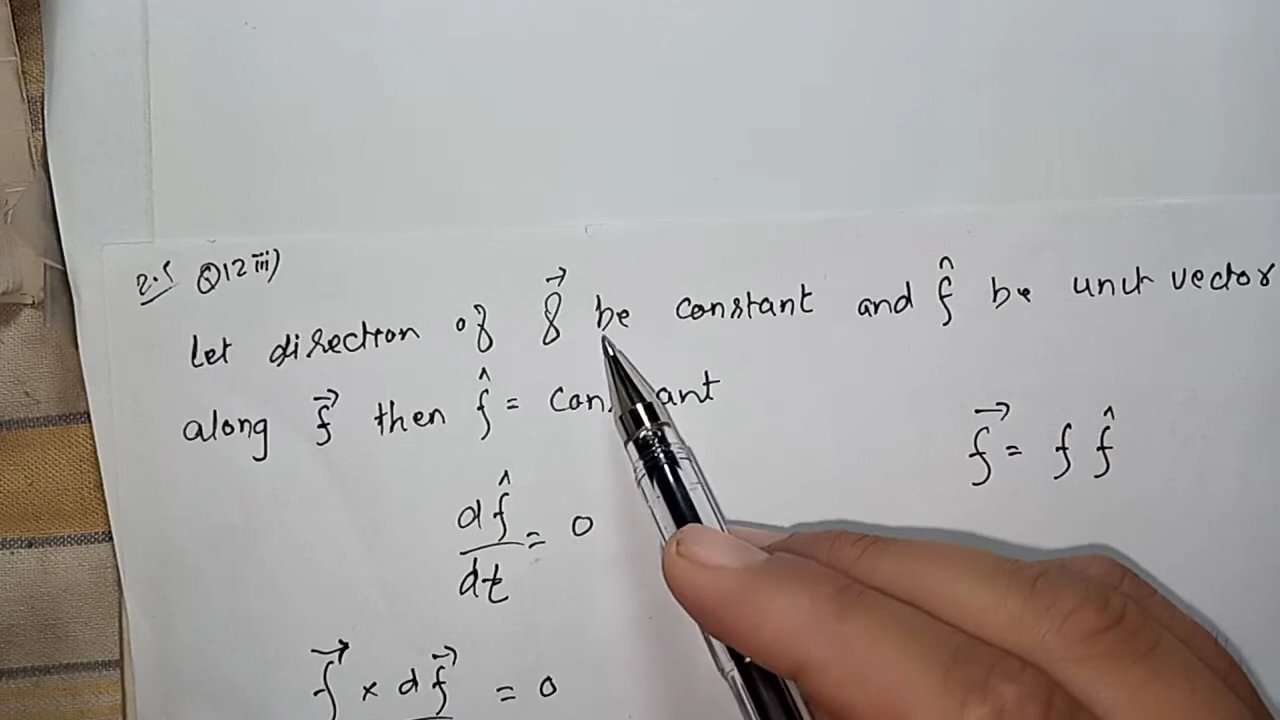 2.5 Q12 iii)
Let direction of f⃗ be constant and f̂ be unit vector
along f⃗ then f̂ = constant
f⃗ = f f̂
df̂/dt = 0
f⃗ × df⃗ = 0